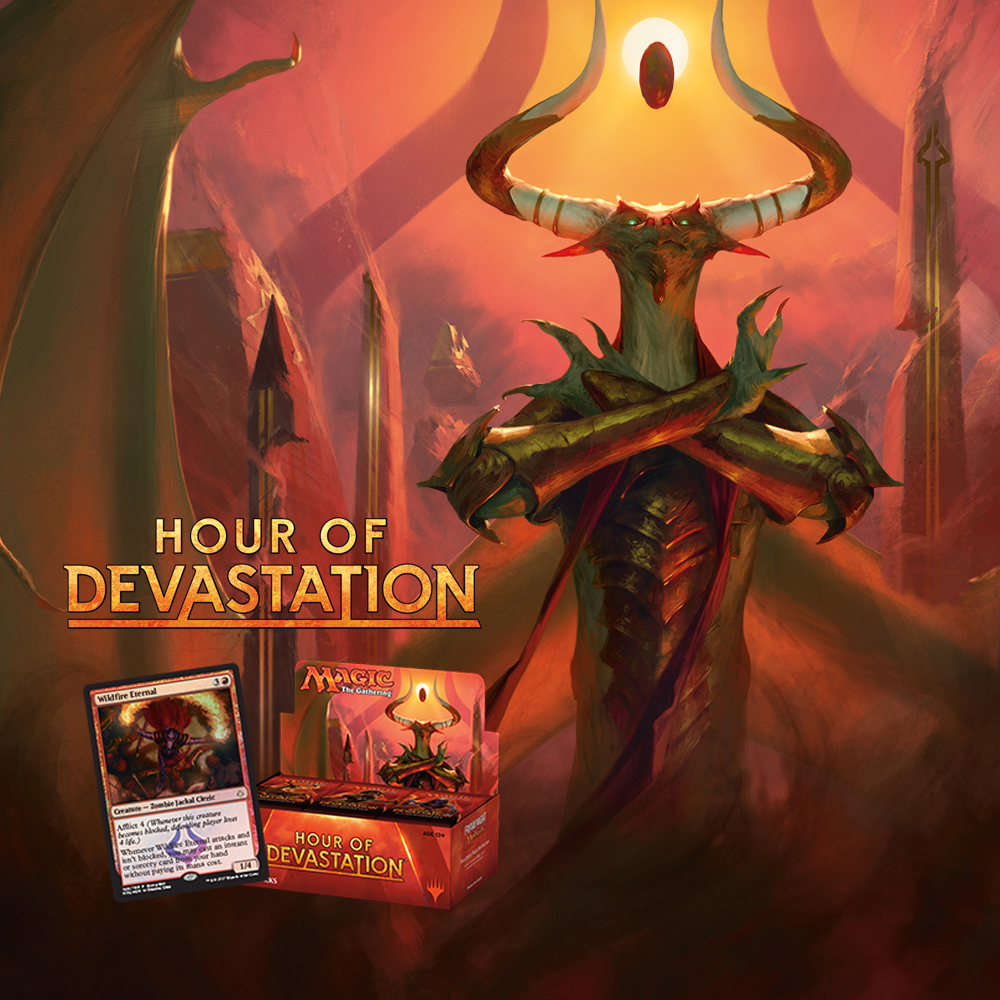 HOUR OF
DEVASTATION
Wildfire Eternal 3
Creature — Zombie Jackal Cleric
Afflict 4 (Whenever this creature
becomes blocked, defending player loses
4 life.)
Whenever Wildfire Eternal attacks and
isn't blocked, you may cast an instant
or sorcery card from your hand
without paying its mana cost.
1/4
MAGIC
The Gathering
AGE 13+
HOUR OF
DEVASTATION